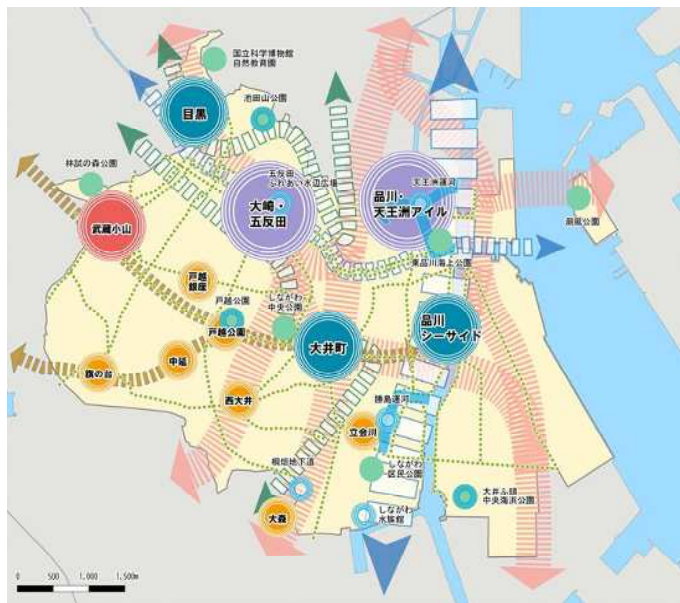 国立科学博物館
自然教育園
目黒
池田山公園
林試の森公園
五反田
ふれあい水辺広場
天王洲運河
大崎・
五反田
品川・
天王洲アイル
武蔵小山
東品川海上公園
戸越
銀座
しながわ
中央公園
戸越公園
戸越公園
品川
シーサイド
大井町
中延
旗の台
西大井
勝島運河
立会川
しながわ
区民公園
桐畑地下道
大井ふ頭
中央海浜公園
大森
しながわ
水族館
0 500 1,000 1,500m